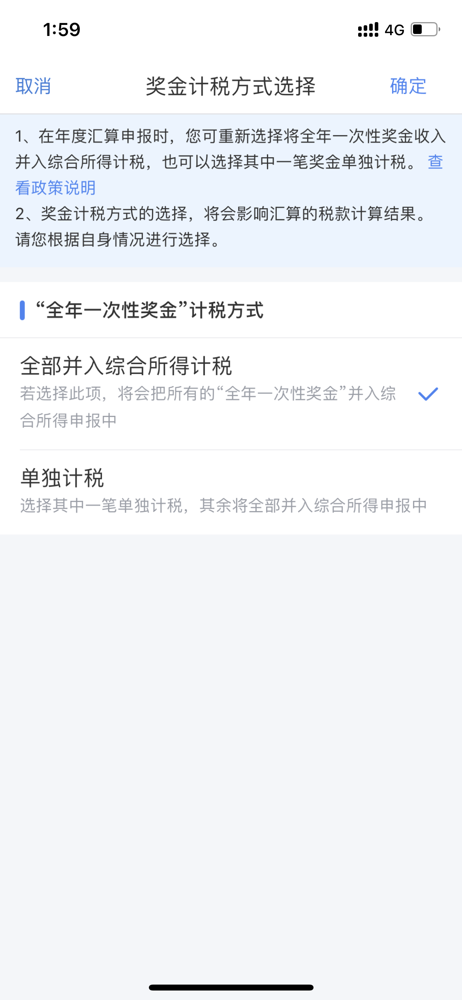 1:59
4G
取消
奖金计税方式选择
确定
1、在年度汇算申报时，您可重新选择将全年一次性奖金收入
并入综合所得计税，也可以选择其中一笔奖金单独计税。 查
看政策说明
2、奖金计税方式的选择，将会影响汇算的税款计算结果。
请您根据自身情况进行选择。
“全年一次性奖金”计税方式
全部并入综合所得计税
若选择此项，将会把所有的“全年一次性奖金”并入综
合所得申报中
单独计税
选择其中一笔单独计税，其余将全部并入综合所得申报中